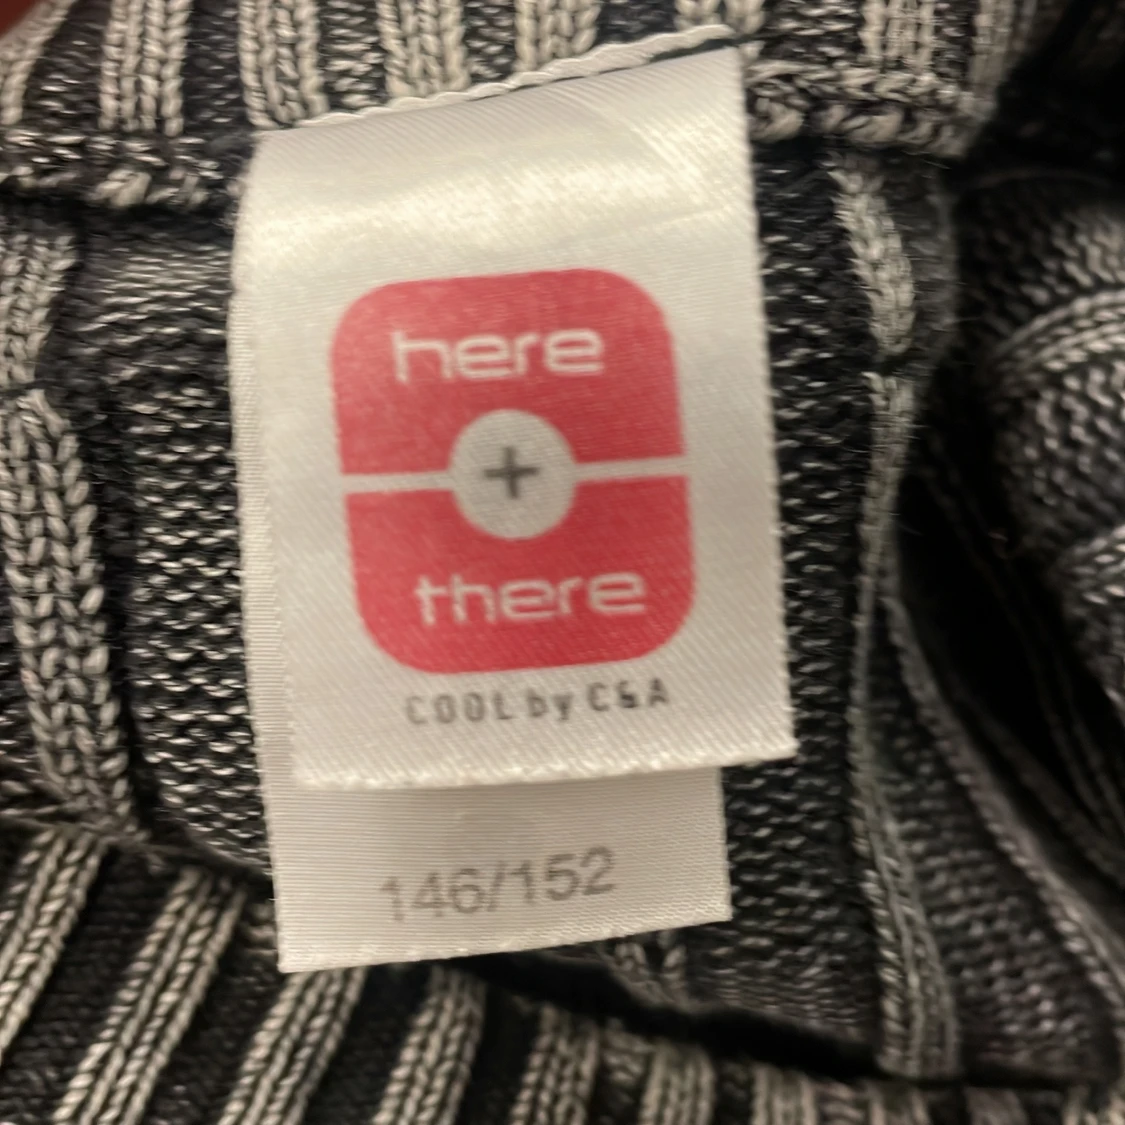 here
+
there
COOL by C&A
146/152